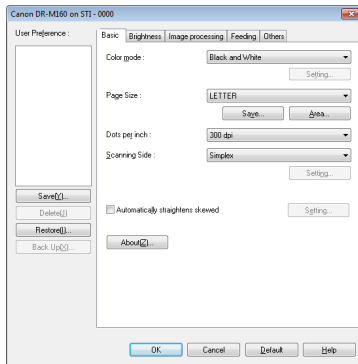 Canon DR-M160 on STI - 0000
User Preference :
Basic Brightness Image processing Feeding Others
Color mode : Black and White
Setting...
Page Size : LETTER
Save... Area...
Dots per inch : 300 dpi
Scanning Side : Simplex
Setting...
Save(Y)...
Delete(J)
Restore(I)...
Back Up(X)...
Automatically straightens skewed Setting...
About(Z)...
OK Cancel Default Help